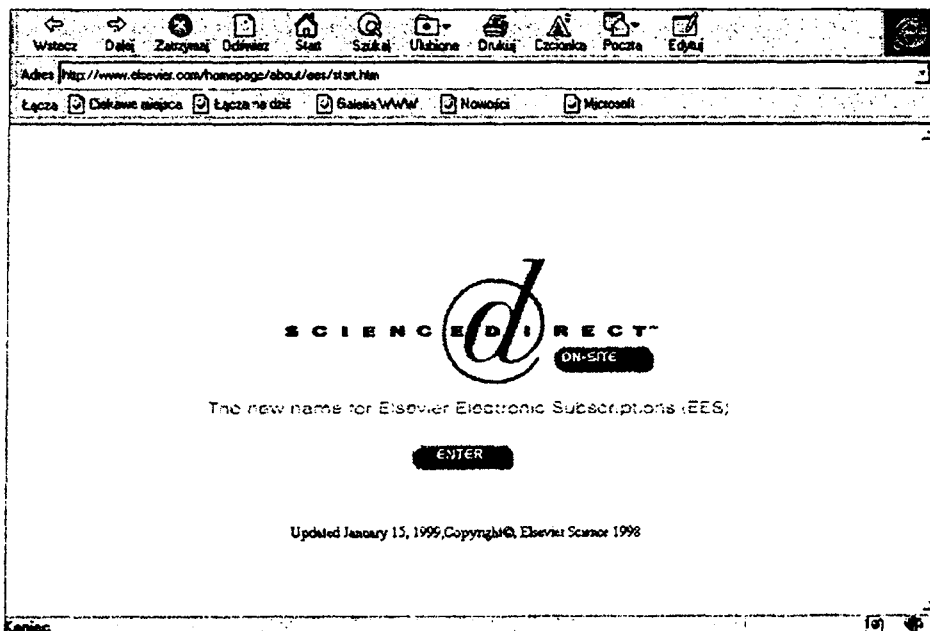 Wstecz Dalej Zatrzymaj Odśwież Start Szukaj Ulubione Drukuj Czcionka Poczta Edytuj
Adres http://www.elsevier.com/homepage/about/ees/start.htm
Łącza Ciekawe miejsca Łącza na dziś Galeria WWW Nowości Microsoft
SCIENCE DIRECT™
ON-SITE
The new name for Elsevier Electronic Subscriptions (EES)
ENTER
Updated January 15, 1999,Copyright©, Elsevier Science 1998
Koniec